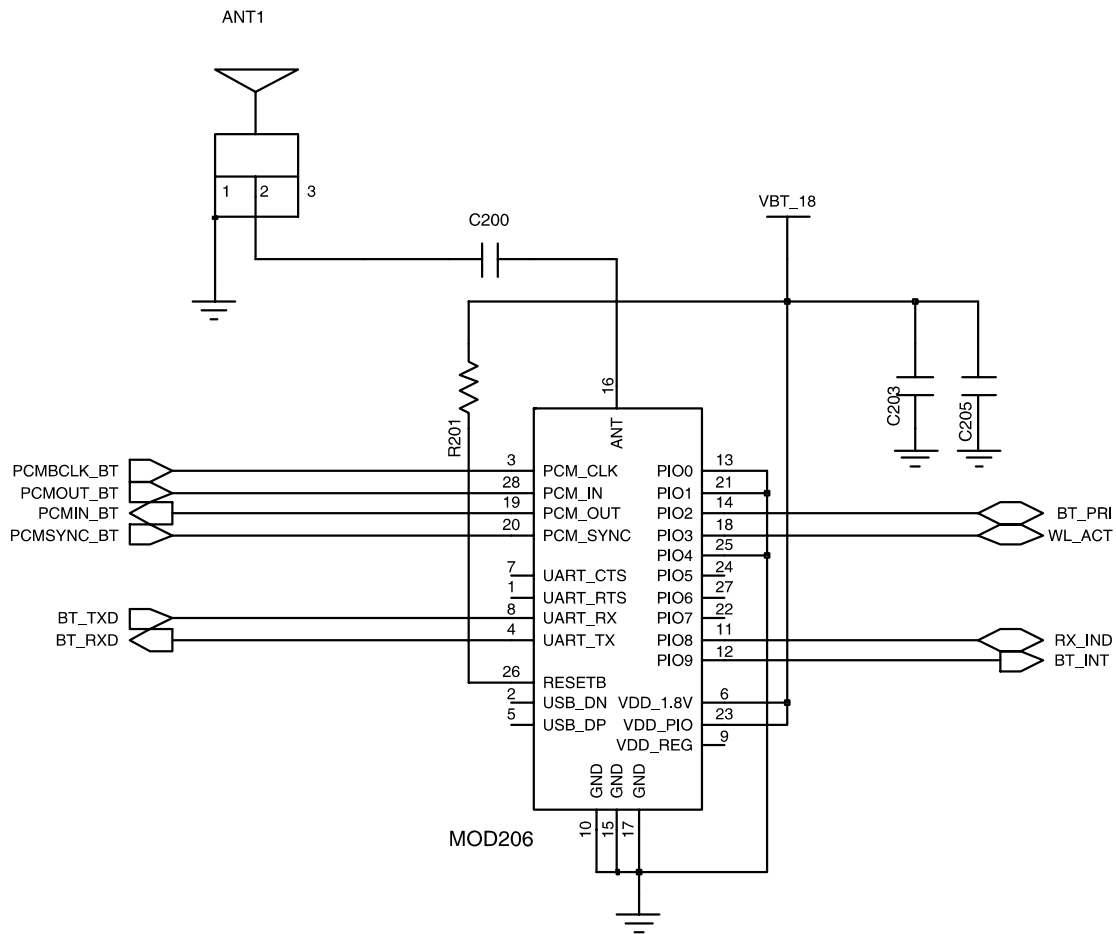 ANT1
1 2 3
C200
VBT_18
16
R201
C203
C205
ANT
PCMBCLK_BT 3 PCM_CLK PIO0 13
PCMOUT_BT 28 PCM_IN PIO1 21
PCMIN_BT 19 PCM_OUT PIO2 14 BT_PRI
PCMSYNC_BT 20 PCM_SYNC PIO3 18 WL_ACT
PIO4 25
7 UART_CTS PIO5 24
1 UART_RTS PIO6 27
BT_TXD 8 UART_RX PIO7 22
BT_RXD 4 UART_TX PIO8 11 RX_IND
PIO9 12 BT_INT
26 RESETB
2 USB_DN VDD_1.8V 6
5 USB_DP VDD_PIO 23
VDD_REG 9
GND GND GND
10 15 17
MOD206